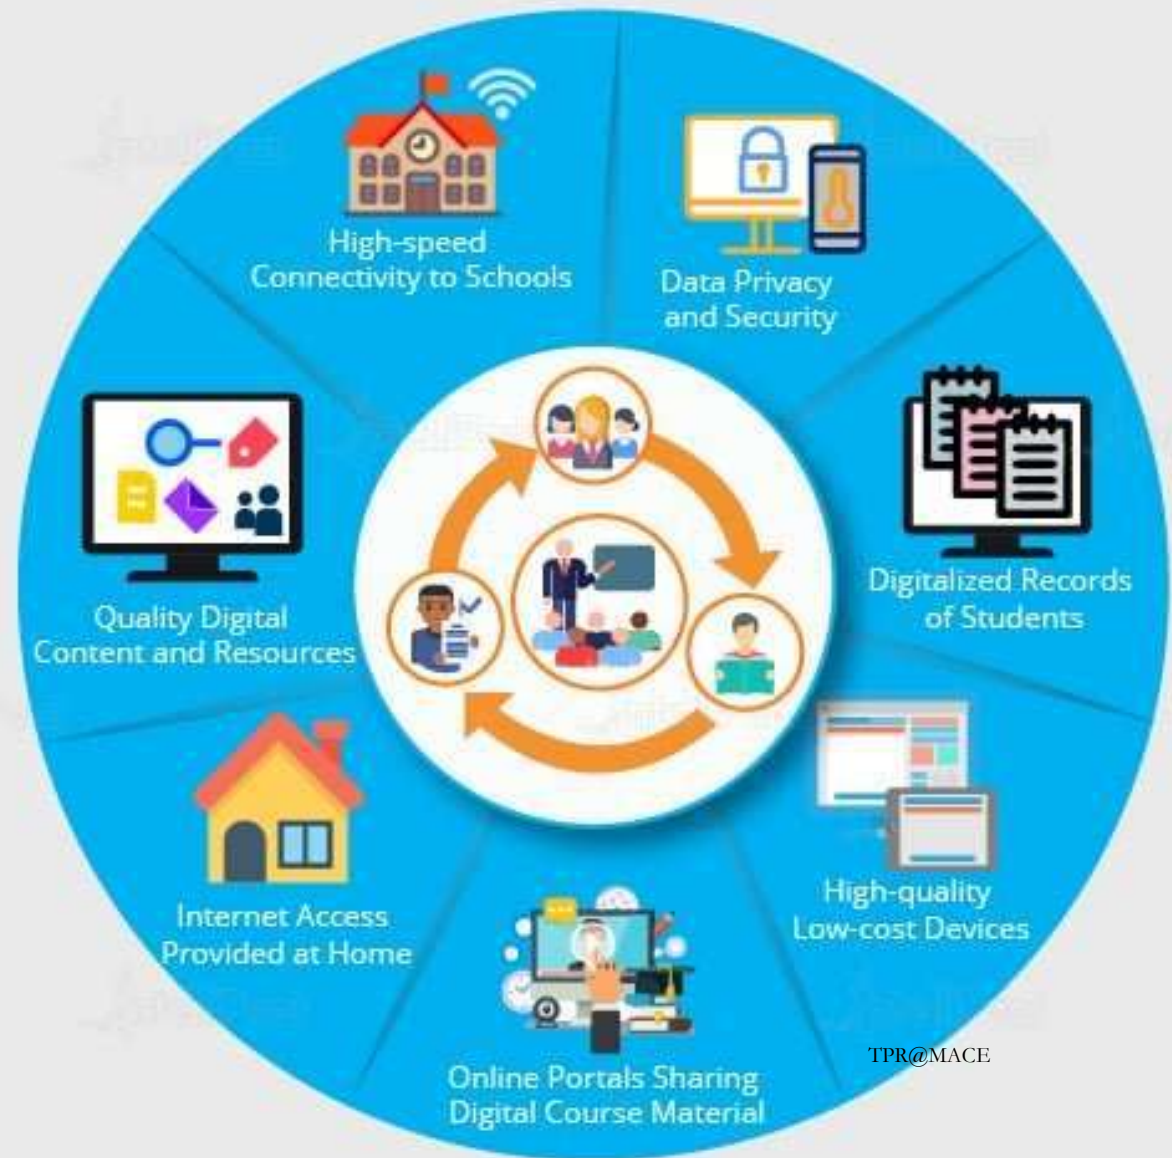 High-speed
Connectivity to Schools
Data Privacy
and Security
Digitalized Records
of Students
High-quality
Low-cost Devices
Online Portals Sharing
Digital Course Material
Internet Access
Provided at Home
Quality Digital
Content and Resources
TPR@MACE